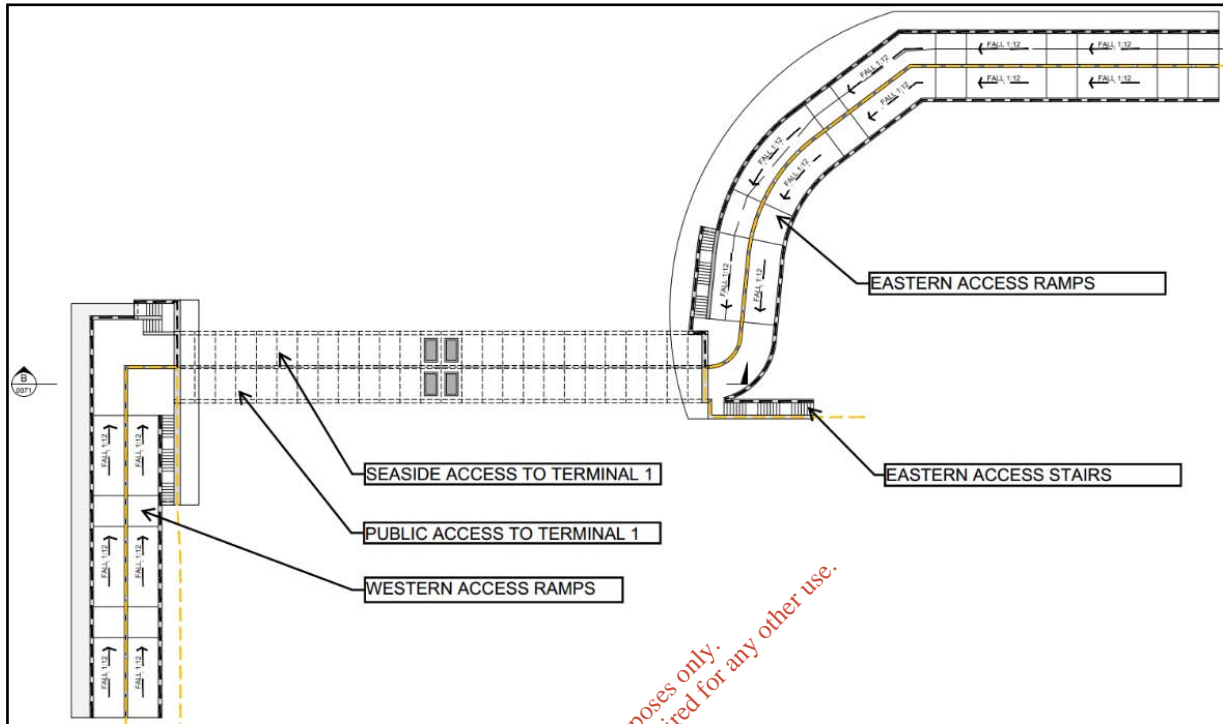 FALL 1:12
FALL 1:12
FALL 1:12
FALL 1:12
FALL 1:12
FALL 1:12
FALL 1:12
FALL 1:12
FALL 1:12
FALL 1:12
EASTERN ACCESS RAMPS
B
0071
FALL 1:12
FALL 1:12
SEASIDE ACCESS TO TERMINAL 1
EASTERN ACCESS STAIRS
PUBLIC ACCESS TO TERMINAL 1
FALL 1:12
FALL 1:12
WESTERN ACCESS RAMPS
FALL 1:12
FALL 1:12
poses only.
ired for any other use.